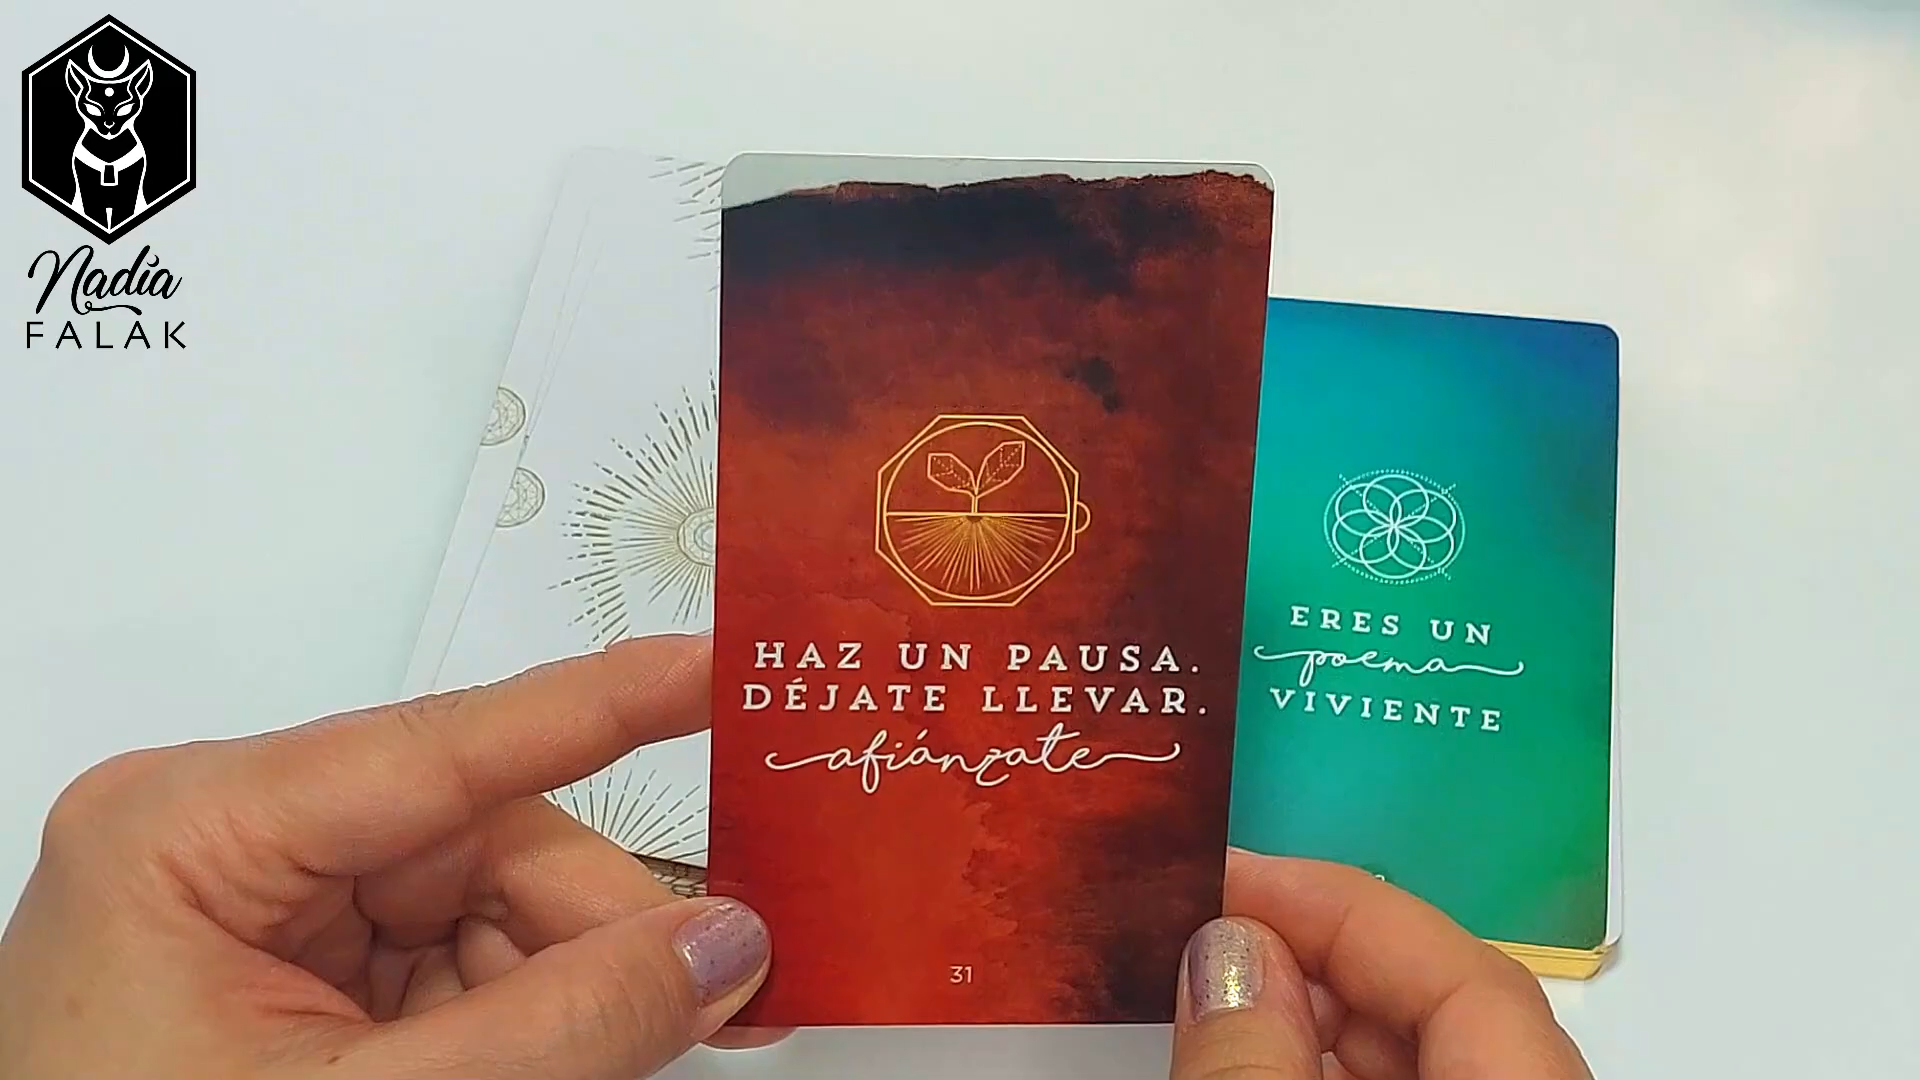 Nadia
FALAK
HAZ UN PAUSA.
DÉJATE LLEVAR.
afiánzate
31
ERES UN
poema
VIVIENTE